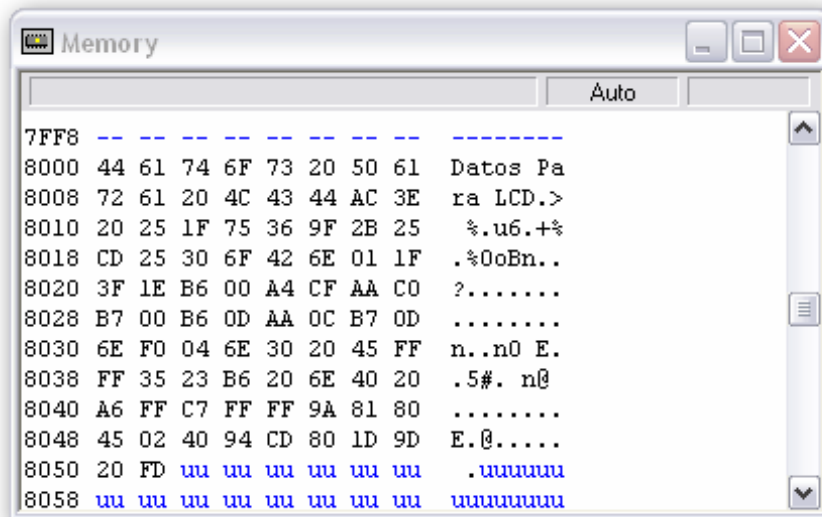 Memory
Auto
7FF8 -- -- -- -- -- -- -- -- --------
8000 44 61 74 6F 73 20 50 61 Datos Pa
8008 72 61 20 4C 43 44 AC 3E ra LCD.>
8010 20 25 1F 75 36 9F 2B 25 %.u6.+%
8018 CD 25 30 6F 42 6E 01 1F .%0oBn..
8020 3F 1E B6 00 A4 CF AA C0 ?.......
8028 B7 00 B6 0D AA 0C B7 0D ........
8030 6E F0 04 6E 30 20 45 FF n..n0 E.
8038 FF 35 23 B6 20 6E 40 20 .5#. n@
8040 A6 FF C7 FF FF 9A 81 80 ........
8048 45 02 40 94 CD 80 1D 9D E.@.....
8050 20 FD uu uu uu uu uu uu .uuuuuu
8058 uu uu uu uu uu uu uu uu uuuuuuuu